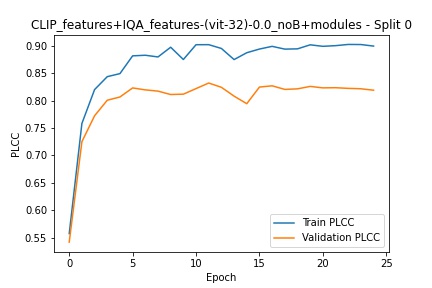 CLIP_features+IQA_features-(vit-32)-0.0_noB+modules - Split 0
0.90
0.85
0.80
0.75
0.70
0.65
0.60
0.55
PLCC
Train PLCC
Validation PLCC
0 5 10 15 20 25
Epoch